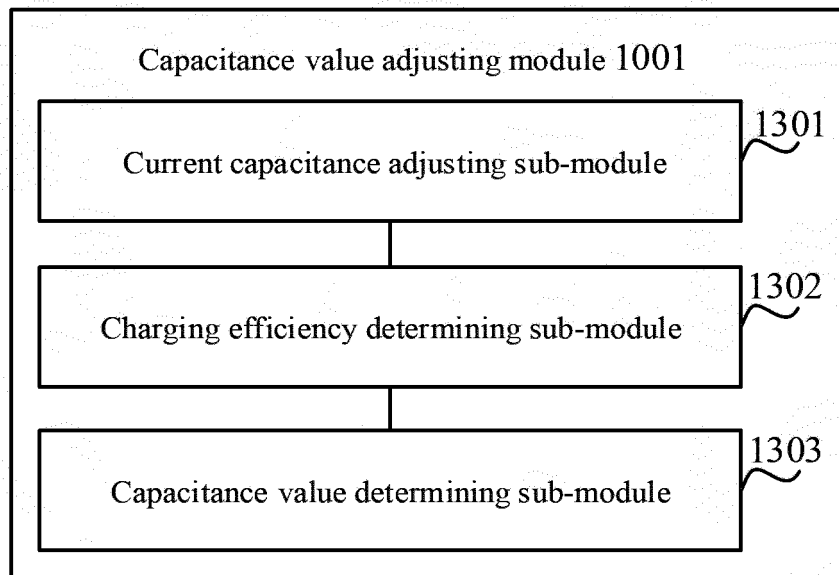 Capacitance value adjusting module 1001
1301
Current capacitance adjusting sub-module
1302
Charging efficiency determining sub-module
1303
Capacitance value determining sub-module